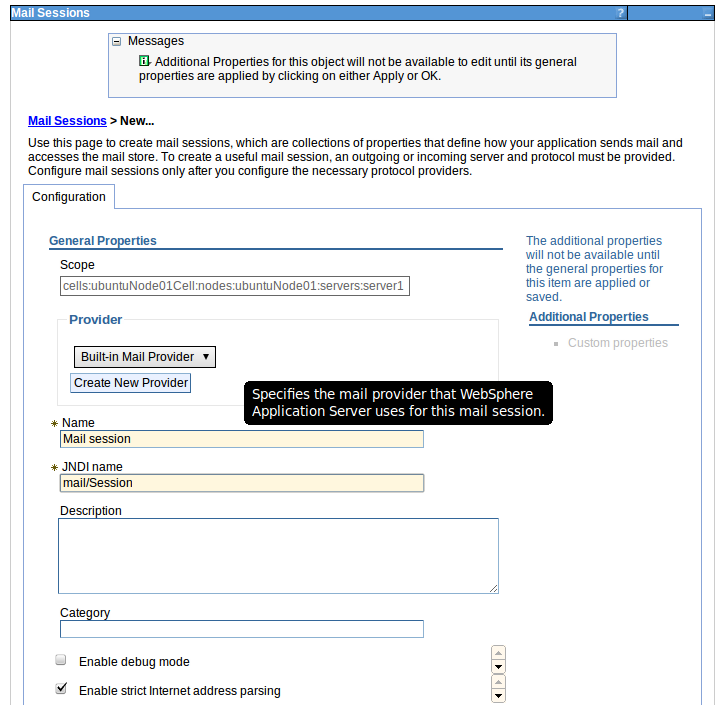 Mail Sessions
?
Messages
Additional Properties for this object will not be available to edit until its general
properties are applied by clicking on either Apply or OK.
Mail Sessions > New...
Use this page to create mail sessions, which are collections of properties that define how your application sends mail and
accesses the mail store. To create a useful mail session, an outgoing or incoming server and protocol must be provided.
Configure mail sessions only after you configure the necessary protocol providers.
Configuration
General Properties
Scope
cells:ubuntuNode01Cell:nodes:ubuntuNode01:servers:server1
Provider
Built-in Mail Provider
Create New Provider
Specifies the mail provider that WebSphere
Application Server uses for this mail session.
Name
Mail session
JNDI name
mail/Session
Description
Category
Enable debug mode
Enable strict Internet address parsing
The additional properties
will not be available until
the general properties for
this item are applied or
saved.
Additional Properties
Custom properties